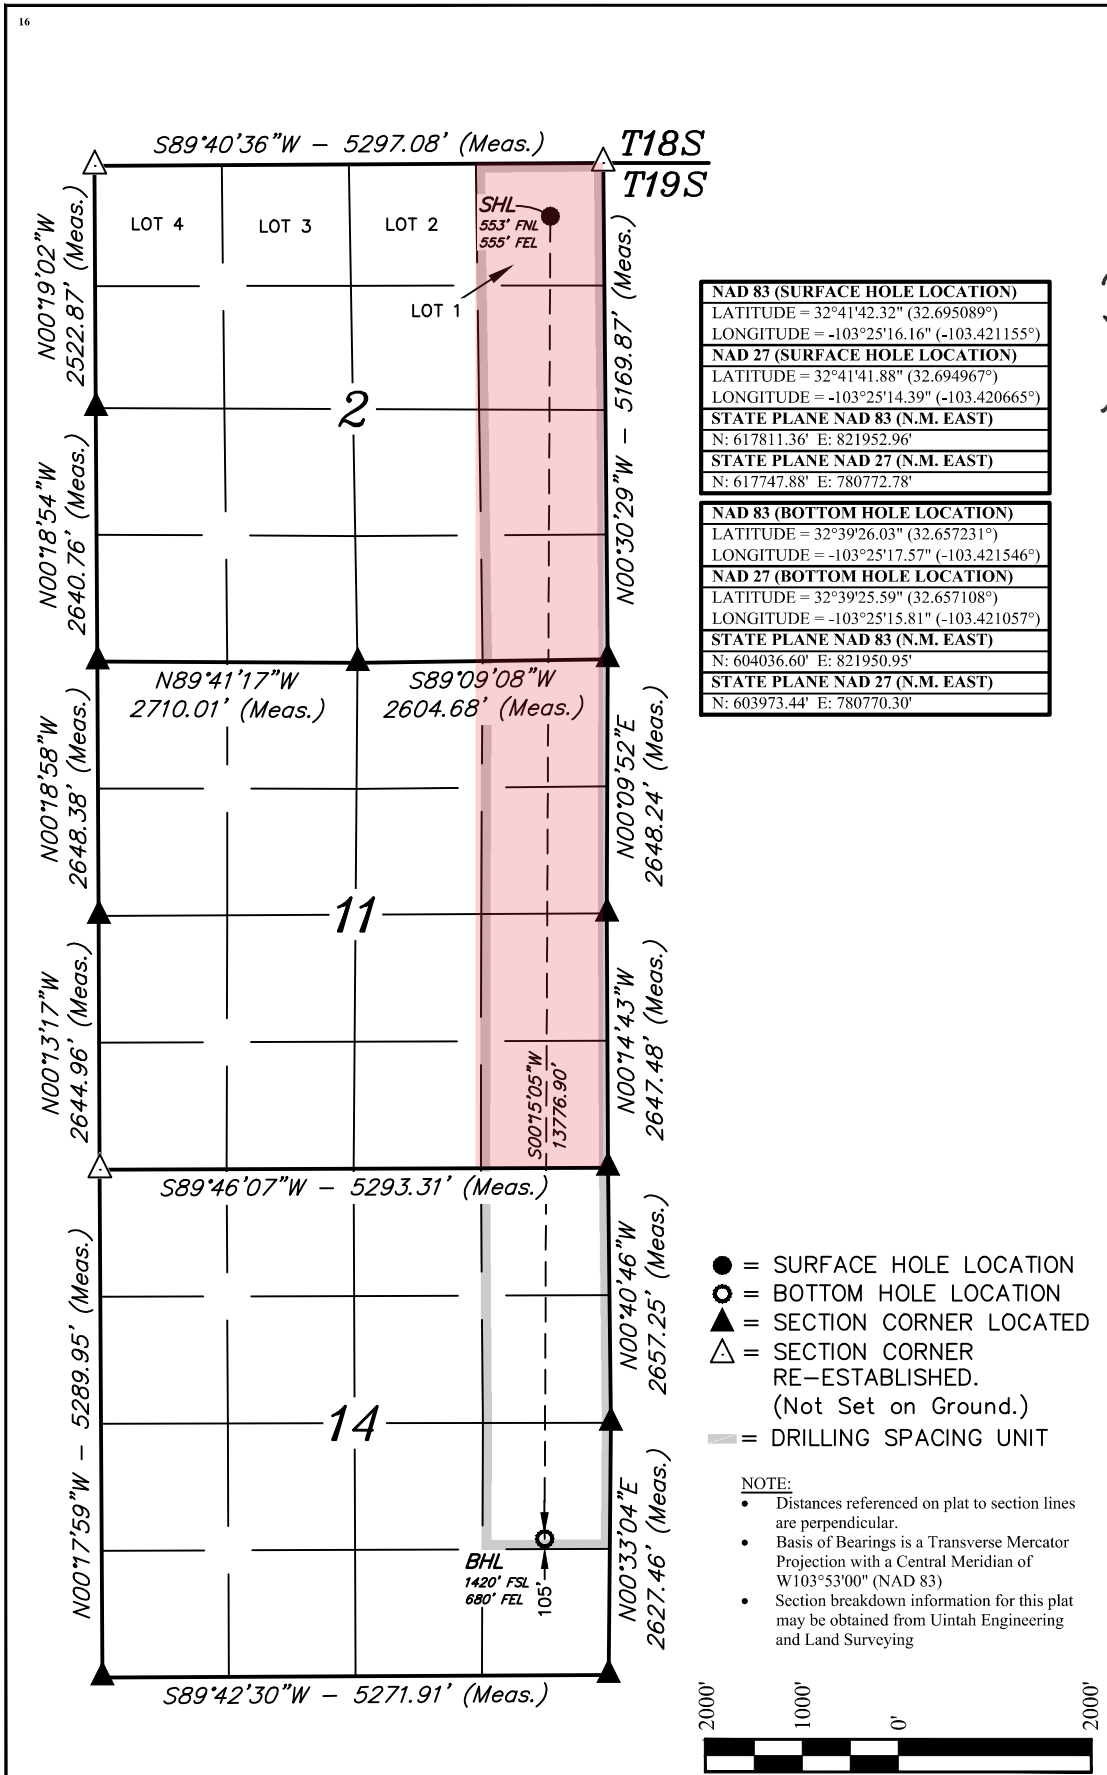 16
S89°40'36"W – 5297.08' (Meas.)
T18S
T19S
N00°19'02"W
2522.87' (Meas.)
LOT 4
LOT 3
LOT 2
SHL
553' FNL
555' FEL
LOT 1
N00°30'29"W – 5169.87' (Meas.)
2
N00°18'54"W
2640.76' (Meas.)
N89°41'17"W
2710.01' (Meas.)
S89°09'08"W
2604.68' (Meas.)
N00°18'58"W
2648.38' (Meas.)
N00°09'52"E
2648.24' (Meas.)
11
N00°13'17"W
2644.96' (Meas.)
S00°15'05"W
13776.90'
N00°14'43"W
2647.48' (Meas.)
S89°46'07"W – 5293.31' (Meas.)
N00°17'59"W – 5289.95' (Meas.)
N00°40'46"W
2657.25' (Meas.)
14
BHL
1420' FSL
680' FEL
105'
N00°33'04"E
2627.46' (Meas.)
S89°42'30"W – 5271.91' (Meas.)
NAD 83 (SURFACE HOLE LOCATION)
LATITUDE = 32°41'42.32" (32.695089°)
LONGITUDE = -103°25'16.16" (-103.421155°)
NAD 27 (SURFACE HOLE LOCATION)
LATITUDE = 32°41'41.88" (32.694967°)
LONGITUDE = -103°25'14.39" (-103.420665°)
STATE PLANE NAD 83 (N.M. EAST)
N: 617811.36' E: 821952.96'
STATE PLANE NAD 27 (N.M. EAST)
N: 617747.88' E: 780772.78'
NAD 83 (BOTTOM HOLE LOCATION)
LATITUDE = 32°39'26.03" (32.657231°)
LONGITUDE = -103°25'17.57" (-103.421546°)
NAD 27 (BOTTOM HOLE LOCATION)
LATITUDE = 32°39'25.59" (32.657108°)
LONGITUDE = -103°25'15.81" (-103.421057°)
STATE PLANE NAD 83 (N.M. EAST)
N: 604036.60' E: 821950.95'
STATE PLANE NAD 27 (N.M. EAST)
N: 603973.44' E: 780770.30'
= SURFACE HOLE LOCATION
= BOTTOM HOLE LOCATION
= SECTION CORNER LOCATED
= SECTION CORNER
RE–ESTABLISHED.
(Not Set on Ground.)
= DRILLING SPACING UNIT
NOTE:
• Distances referenced on plat to section lines
are perpendicular.
• Basis of Bearings is a Transverse Mercator
Projection with a Central Meridian of
W103°53'00" (NAD 83)
• Section breakdown information for this plat
may be obtained from Uintah Engineering
and Land Surveying
2000'
1000'
0'
2000'